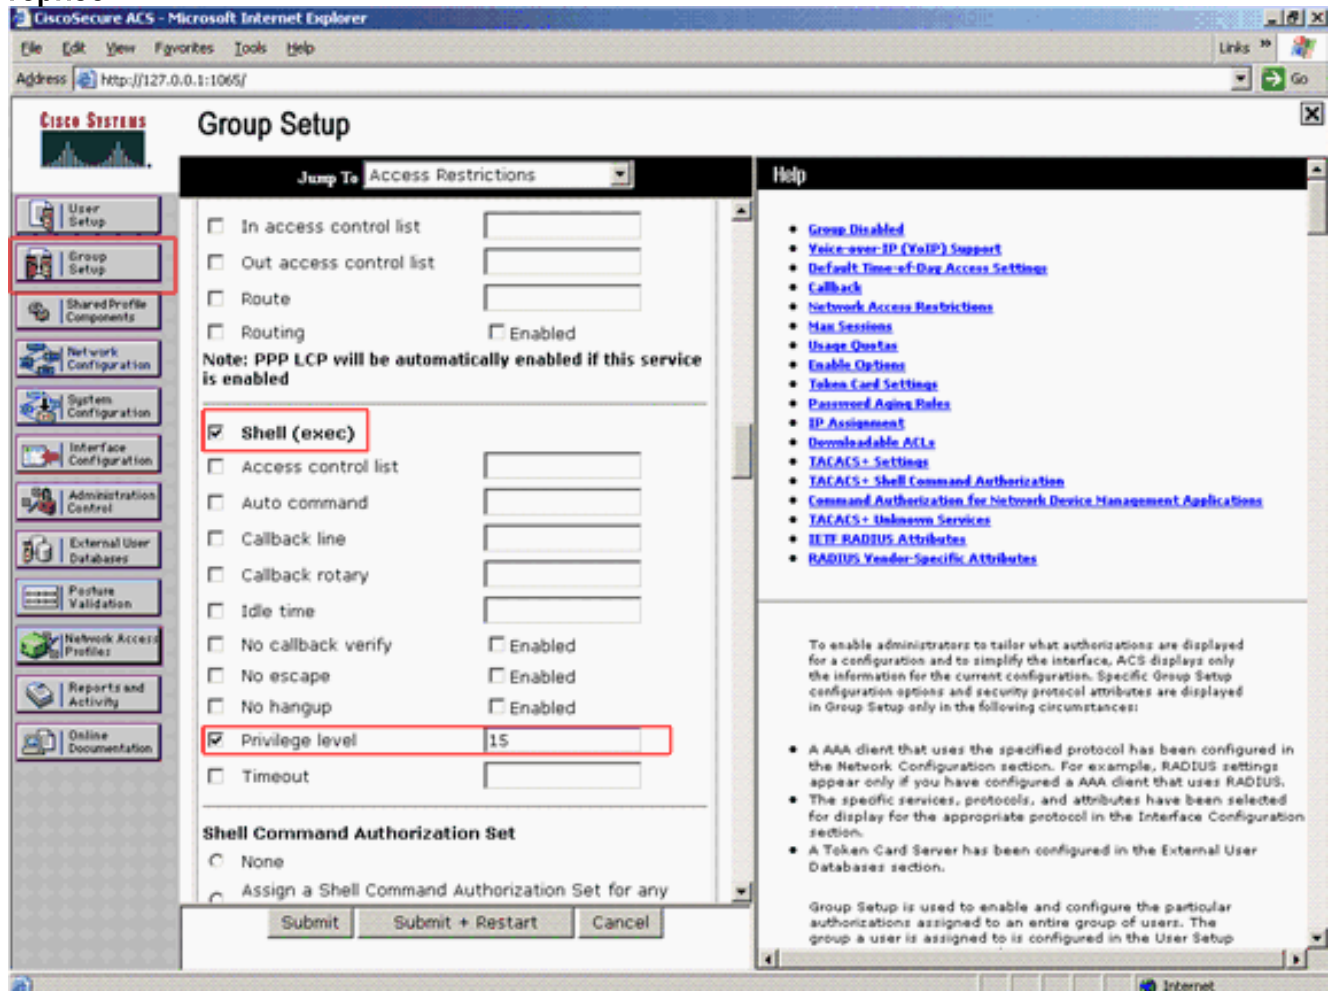 CiscoSecure ACS - Microsoft Internet Explorer
File Edit View Favorites Tools Help
Links »
Address http://127.0.0.1:1065/
Go
CISCO SYSTEMS
Group Setup
Jump To Access Restrictions
User Setup
Group Setup
Shared Profile Components
Network Configuration
System Configuration
Interface Configuration
Administration Control
External User Databases
Posture Validation
Network Access Profiles
Reports and Activity
Online Documentation
In access control list
Out access control list
Route
Routing Enabled
Note: PPP LCP will be automatically enabled if this service
is enabled
Shell (exec)
Access control list
Auto command
Callback line
Callback rotary
Idle time
No callback verify Enabled
No escape Enabled
No hangup Enabled
Privilege level 15
Timeout
Shell Command Authorization Set
None
Assign a Shell Command Authorization Set for any
Submit Submit + Restart Cancel
Help
Group Disabled
Voice-over-IP (VoIP) Support
Default Time-of-Day Access Settings
Callback
Network Access Restrictions
Max Sessions
Usage Quotas
Enable Options
Token Card Settings
Password Aging Rules
IP Assignment
Downloadable ACLs
TACACS+ Settings
TACACS+ Shell Command Authorization
Command Authorization for Network Device Management Applications
TACACS+ Unknown Services
IETF RADIUS Attributes
RADIUS Vendor-Specific Attributes
To enable administrators to tailor what authorizations are displayed
for a configuration and to simplify the interface, ACS displays only
the information for the current configuration. Specific Group Setup
configuration options and security protocol attributes are displayed
in Group Setup only in the following circumstances:
A AAA client that uses the specified protocol has been configured in
the Network Configuration section. For example, RADIUS settings
appear only if you have configured a AAA client that uses RADIUS.
The specific services, protocols, and attributes have been selected
for display for the appropriate protocol in the Interface Configuration
section.
A Token Card Server has been configured in the External User
Databases section.
Group Setup is used to enable and configure the particular
authorizations assigned to an entire group of users. The
group a user is assigned to is configured in the User Setup
Internet